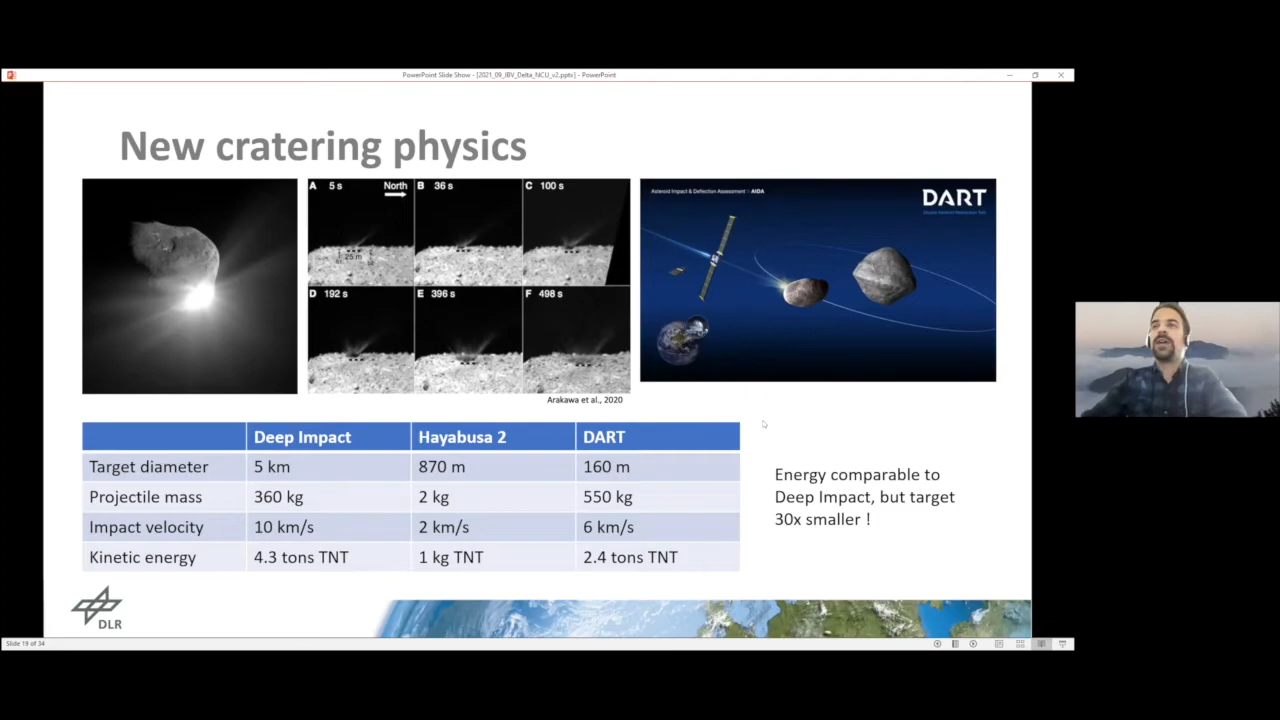 PowerPoint Slide Show - [2021_09_JBV_Delta_NCU_v2.pptx] - PowerPoint
New cratering physics
A 5 s North
B 36 s
C 100 s
25 m
D 192 s
E 396 s
F 498 s
Arakawa et al., 2020
Asteroid Impact & Deflection Assessment : AIDA
DART
Double Asteroid Redirection Test
Deep Impact Hayabusa 2 DART
Target diameter 5 km 870 m 160 m
Projectile mass 360 kg 2 kg 550 kg
Impact velocity 10 km/s 2 km/s 6 km/s
Kinetic energy 4.3 tons TNT 1 kg TNT 2.4 tons TNT
Energy comparable to
Deep Impact, but target
30x smaller !
DLR
Slide 19 of 34